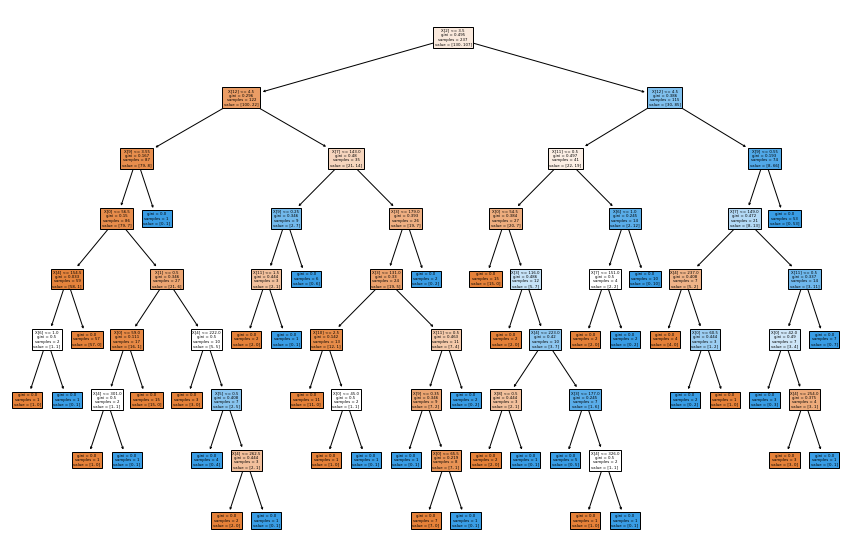 X[2] <= 3.5
gini = 0.495
samples = 237
value = [130, 107]
X[12] <= 4.5
gini = 0.296
samples = 122
value = [100, 22]
X[12] <= 4.5
gini = 0.386
samples = 115
value = [30, 85]
X[9] <= 0.55
gini = 0.167
samples = 87
value = [79, 8]
X[7] <= 143.0
gini = 0.48
samples = 35
value = [21, 14]
X[11] <= 0.5
gini = 0.497
samples = 41
value = [22, 19]
X[9] <= 0.55
gini = 0.193
samples = 74
value = [8, 66]
X[0] <= 56.5
gini = 0.15
samples = 86
value = [79, 7]
gini = 0.0
samples = 1
value = [0, 1]
X[9] <= 0.25
gini = 0.346
samples = 9
value = [2, 7]
X[3] <= 179.0
gini = 0.393
samples = 26
value = [19, 7]
X[0] <= 54.5
gini = 0.384
samples = 27
value = [20, 7]
X[6] <= 1.0
gini = 0.245
samples = 14
value = [2, 12]
X[7] <= 149.0
gini = 0.472
samples = 21
value = [8, 13]
gini = 0.0
samples = 53
value = [0, 53]
X[4] <= 154.5
gini = 0.033
samples = 59
value = [58, 1]
X[1] <= 0.5
gini = 0.346
samples = 27
value = [21, 6]
X[11] <= 1.5
gini = 0.444
samples = 3
value = [2, 1]
gini = 0.0
samples = 6
value = [0, 6]
X[3] <= 131.0
gini = 0.33
samples = 24
value = [19, 5]
gini = 0.0
samples = 2
value = [0, 2]
gini = 0.0
samples = 15
value = [15, 0]
X[3] <= 136.0
gini = 0.486
samples = 12
value = [5, 7]
X[7] <= 151.0
gini = 0.5
samples = 4
value = [2, 2]
gini = 0.0
samples = 10
value = [0, 10]
X[4] <= 237.0
gini = 0.408
samples = 7
value = [5, 2]
X[11] <= 0.5
gini = 0.337
samples = 14
value = [3, 11]
X[6] <= 1.0
gini = 0.5
samples = 2
value = [1, 1]
gini = 0.0
samples = 57
value = [57, 0]
X[0] <= 59.0
gini = 0.111
samples = 17
value = [16, 1]
X[4] <= 222.0
gini = 0.5
samples = 10
value = [5, 5]
gini = 0.0
samples = 2
value = [2, 0]
gini = 0.0
samples = 1
value = [0, 1]
X[10] <= 2.5
gini = 0.142
samples = 13
value = [12, 1]
X[11] <= 0.5
gini = 0.463
samples = 11
value = [7, 4]
gini = 0.0
samples = 2
value = [2, 0]
X[4] <= 223.0
gini = 0.42
samples = 10
value = [3, 7]
gini = 0.0
samples = 2
value = [2, 0]
gini = 0.0
samples = 2
value = [0, 2]
gini = 0.0
samples = 4
value = [4, 0]
X[0] <= 60.5
gini = 0.444
samples = 3
value = [1, 2]
X[0] <= 42.0
gini = 0.49
samples = 7
value = [3, 4]
gini = 0.0
samples = 7
value = [0, 7]
gini = 0.0
samples = 1
value = [1, 0]
gini = 0.0
samples = 1
value = [0, 1]
X[4] <= 301.0
gini = 0.5
samples = 2
value = [1, 1]
gini = 0.0
samples = 15
value = [15, 0]
gini = 0.0
samples = 3
value = [3, 0]
X[5] <= 0.5
gini = 0.408
samples = 7
value = [2, 5]
gini = 0.0
samples = 11
value = [11, 0]
X[0] <= 45.0
gini = 0.5
samples = 2
value = [1, 1]
X[9] <= 0.35
gini = 0.346
samples = 9
value = [7, 2]
gini = 0.0
samples = 2
value = [0, 2]
X[8] <= 0.5
gini = 0.444
samples = 3
value = [2, 1]
X[3] <= 177.0
gini = 0.245
samples = 7
value = [1, 6]
gini = 0.0
samples = 2
value = [0, 2]
gini = 0.0
samples = 1
value = [1, 0]
gini = 0.0
samples = 3
value = [0, 3]
X[4] <= 254.0
gini = 0.375
samples = 4
value = [3, 1]
gini = 0.0
samples = 1
value = [1, 0]
gini = 0.0
samples = 1
value = [0, 1]
gini = 0.0
samples = 4
value = [0, 4]
X[4] <= 262.5
gini = 0.444
samples = 3
value = [2, 1]
gini = 0.0
samples = 1
value = [1, 0]
gini = 0.0
samples = 1
value = [0, 1]
gini = 0.0
samples = 1
value = [0, 1]
X[0] <= 65.5
gini = 0.219
samples = 8
value = [7, 1]
gini = 0.0
samples = 2
value = [2, 0]
gini = 0.0
samples = 1
value = [0, 1]
gini = 0.0
samples = 5
value = [0, 5]
X[4] <= 326.0
gini = 0.5
samples = 2
value = [1, 1]
gini = 0.0
samples = 3
value = [3, 0]
gini = 0.0
samples = 1
value = [0, 1]
gini = 0.0
samples = 2
value = [2, 0]
gini = 0.0
samples = 1
value = [0, 1]
gini = 0.0
samples = 7
value = [7, 0]
gini = 0.0
samples = 1
value = [0, 1]
gini = 0.0
samples = 1
value = [1, 0]
gini = 0.0
samples = 1
value = [0, 1]